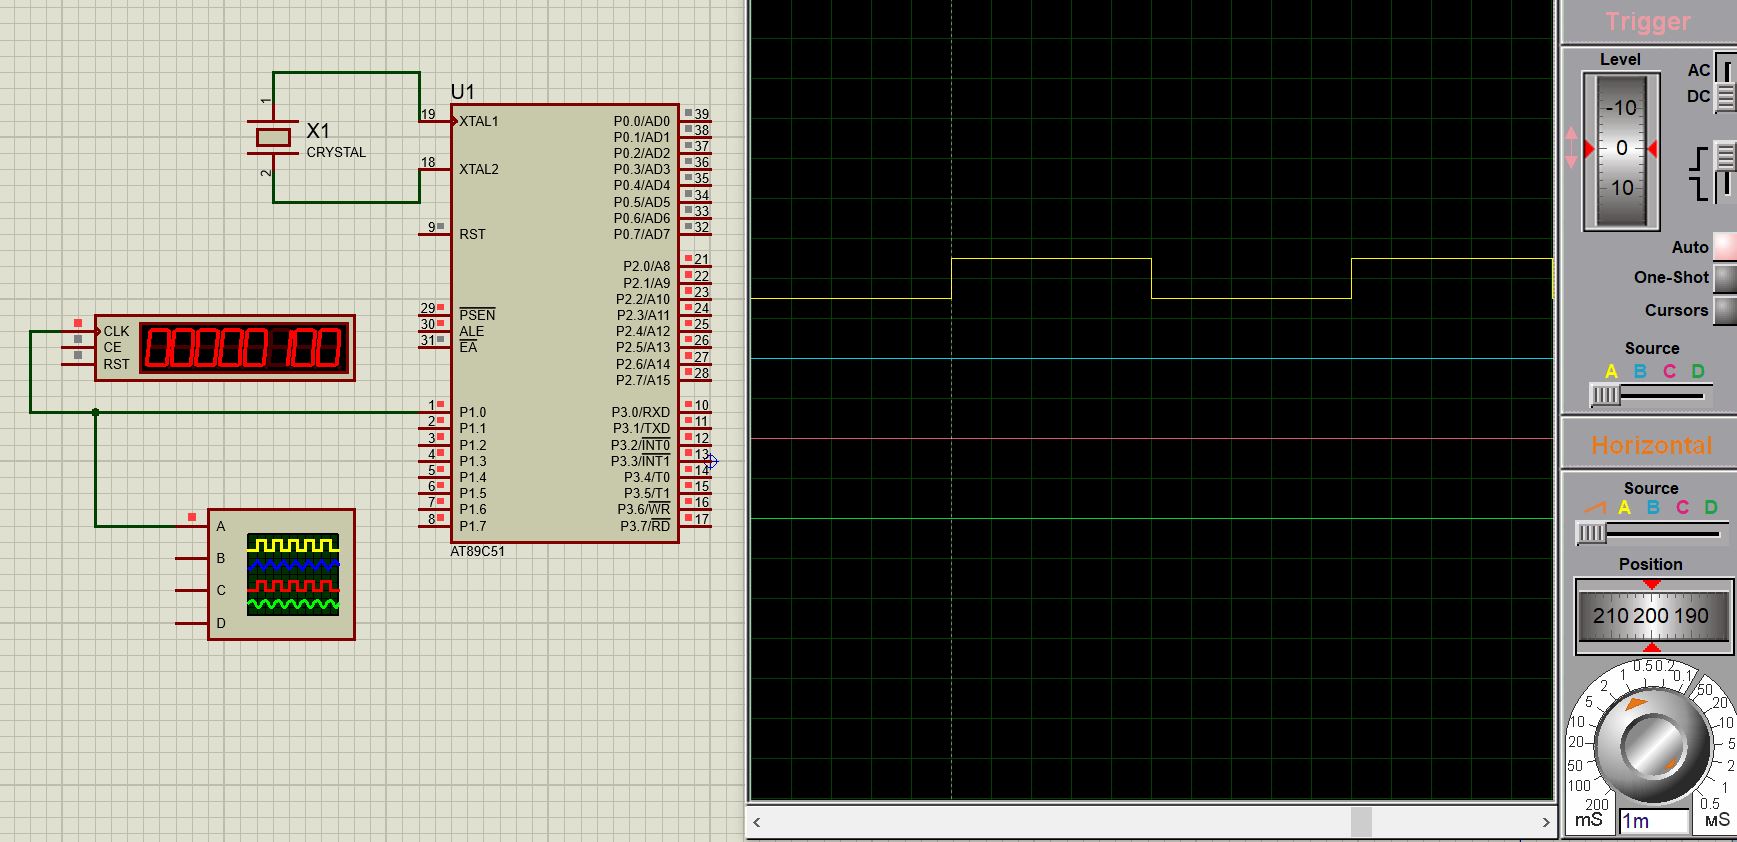 U1
1
X1
CRYSTAL
2
19
XTAL1
18
XTAL2
9
RST
29
PSEN
30
ALE
31
EA
1
P1.0
2
P1.1
3
P1.2
4
P1.3
5
P1.4
6
P1.5
7
P1.6
8
P1.7
P0.0/AD0
39
P0.1/AD1
38
P0.2/AD2
37
P0.3/AD3
36
P0.4/AD4
35
P0.5/AD5
34
P0.6/AD6
33
P0.7/AD7
32
P2.0/A8
21
P2.1/A9
22
P2.2/A10
23
P2.3/A11
24
P2.4/A12
25
P2.5/A13
26
P2.6/A14
27
P2.7/A15
28
P3.0/RXD
10
P3.1/TXD
11
P3.2/INT0
12
P3.3/INT1
13
P3.4/T0
14
P3.5/T1
15
P3.6/WR
16
P3.7/RD
17
AT89C51
CLK
CE
RST
00000100
A
B
C
D
Trigger
Level
-10
0
10
AC
DC
Auto
One-Shot
Cursors
Source
A B C D
Horizontal
Source
A B C D
Position
210 200 190
200
100
50
20
10
5
2
1
0.5
0.2
0.1
50
20
10
5
2
1
0.5
mS
1m
µS